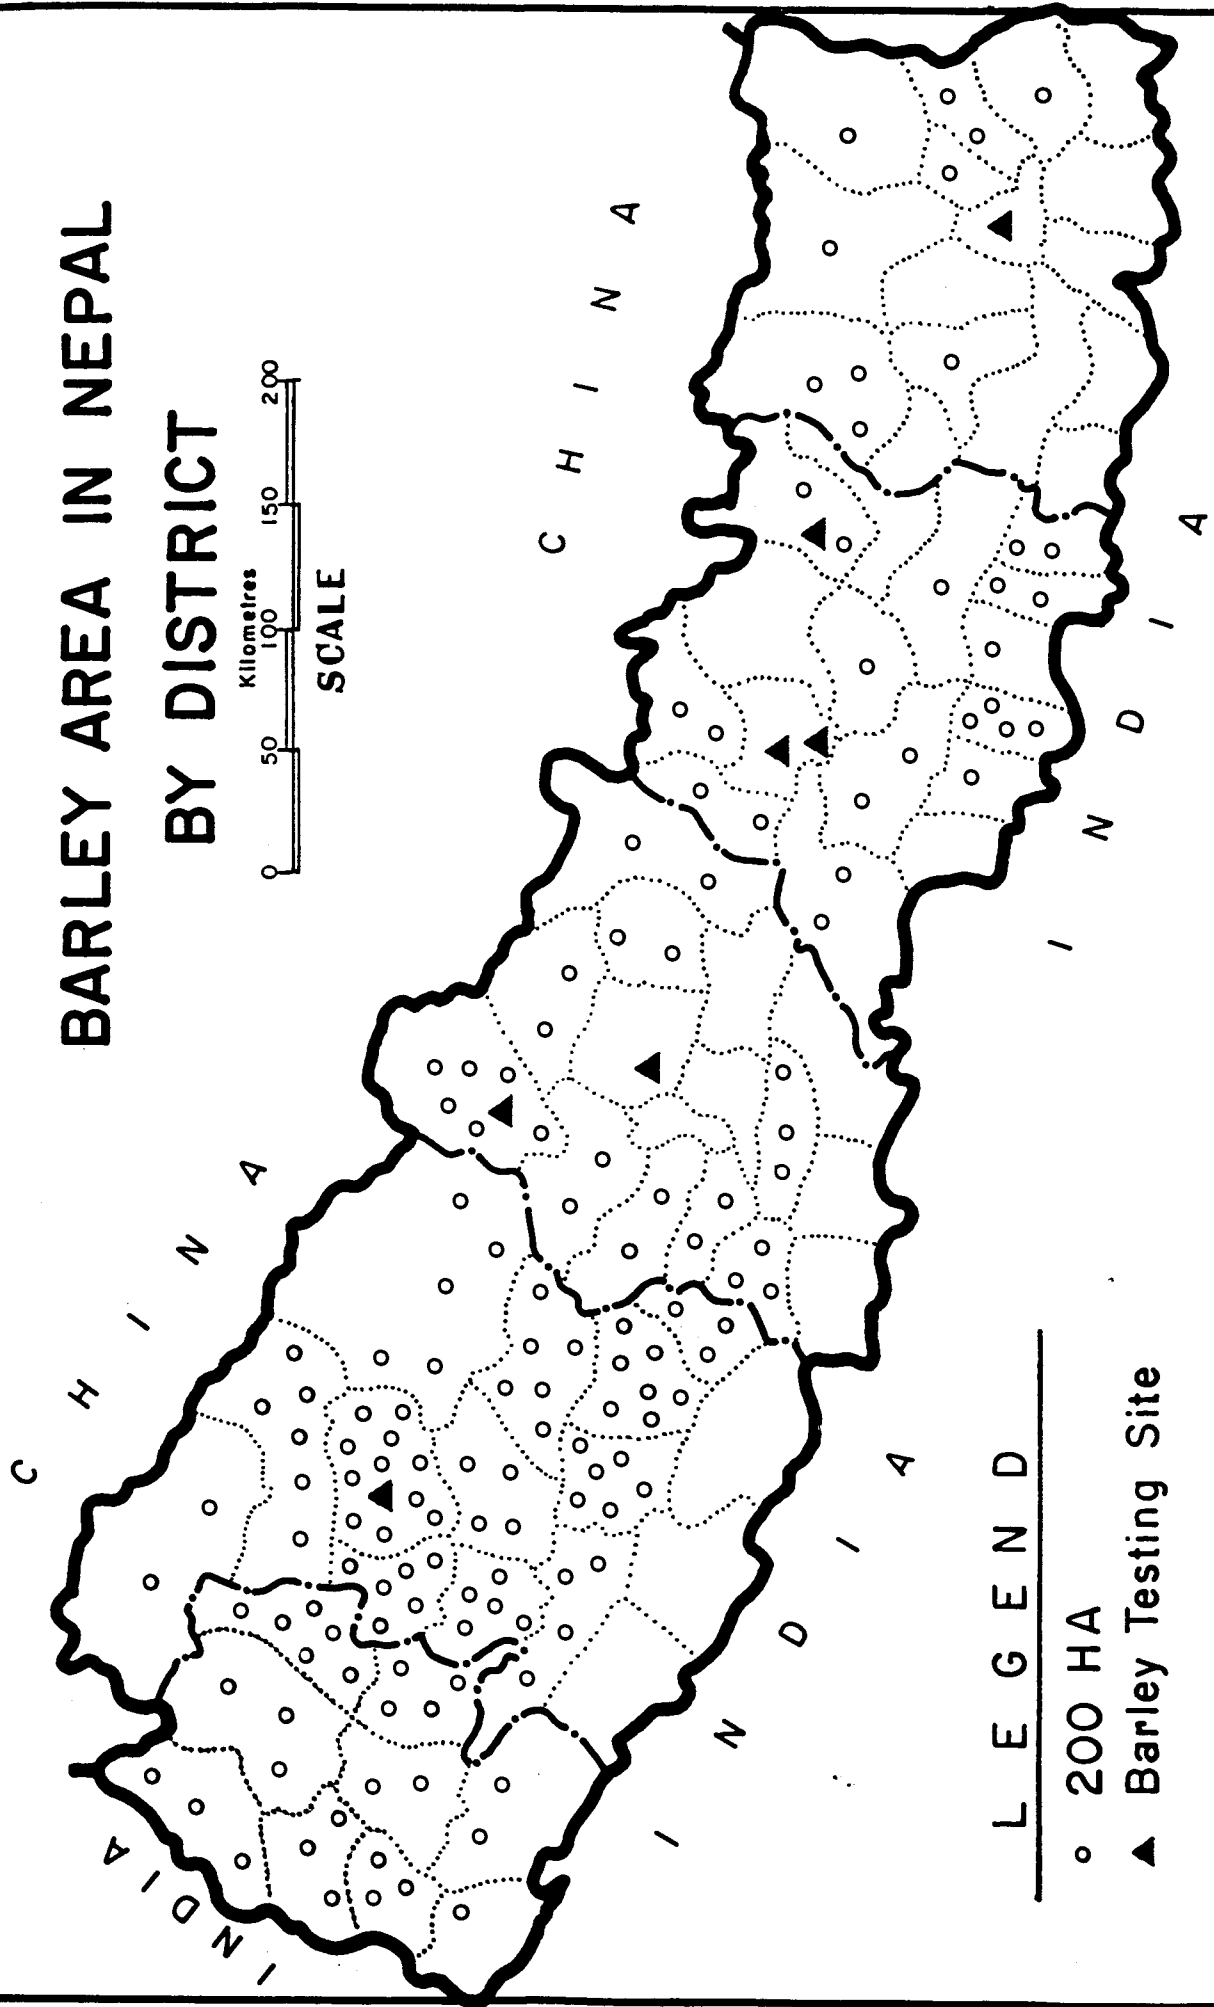 BARLEY AREA IN NEPAL
BY DISTRICT
Kilometres
0 50 100 150 200
SCALE
CHINA
CHINA
INDIA
INDIA
INDIA
LEGEND
200 HA
Barley Testing Site